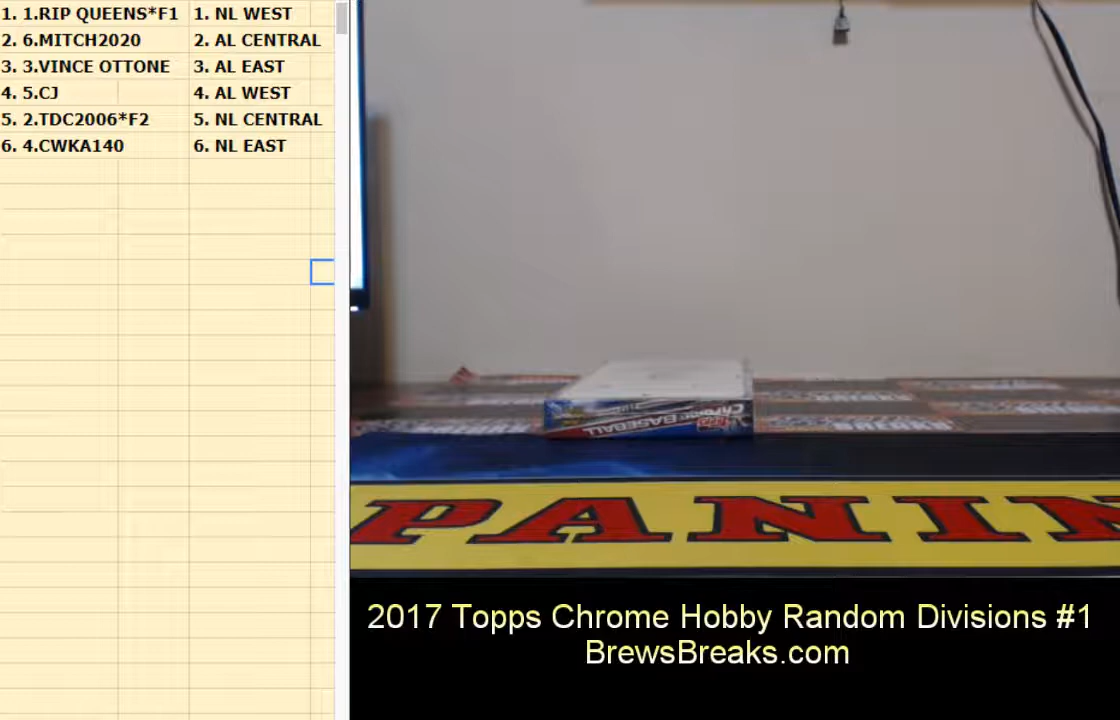 1. 1.RIP QUEENS*F1 1. NL WEST
2. 6.MITCH2020 2. AL CENTRAL
3. 3.VINCE OTTONE 3. AL EAST
4. 5.CJ 4. AL WEST
5. 2.TDC2006*F2 5. NL CENTRAL
6. 4.CWKA140 6. NL EAST
CHROME BASEBALL
PANIN
2017 Topps Chrome Hobby Random Divisions #1
BrewsBreaks.com